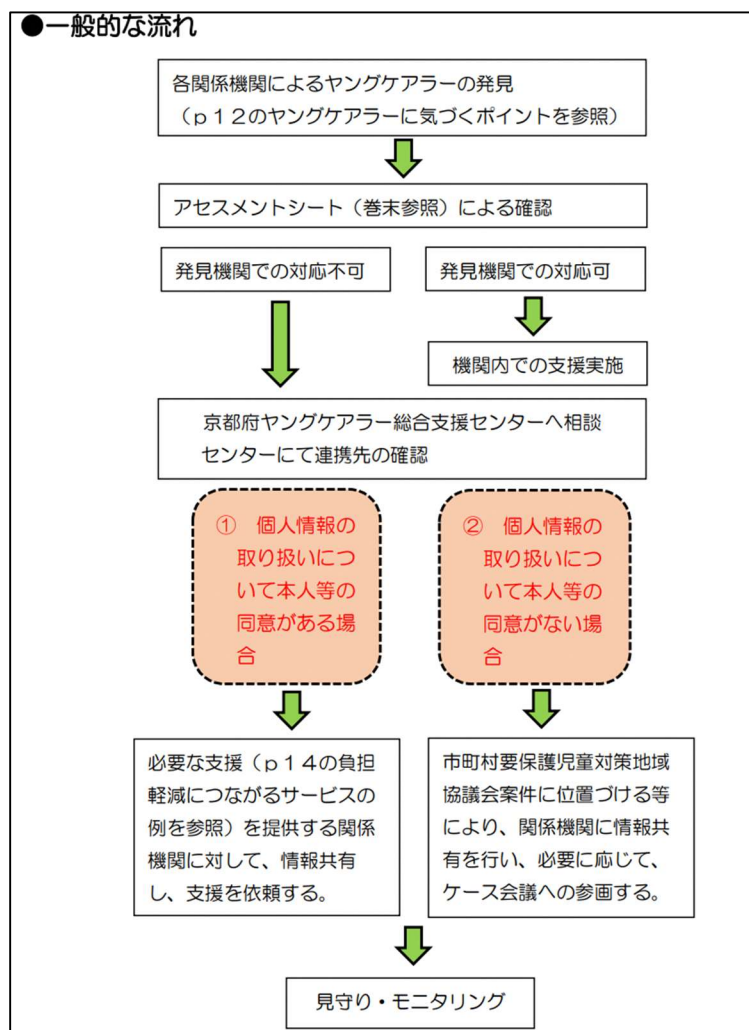 ●一般的な流れ
各関係機関によるヤングケアラーの発見
（ｐ１２のヤングケアラーに気づくポイントを参照）
アセスメントシート（巻末参照）による確認
発見機関での対応不可
発見機関での対応可
機関内での支援実施
京都府ヤングケアラー総合支援センターへ相談
センターにて連携先の確認
① 個人情報の
取り扱いにつ
いて本人等の
同意がある場
合
② 個人情報の
取り扱いにつ
いて本人等の
同意がない場
合
必要な支援（ｐ１４の負担
軽減につながるサービスの
例を参照）を提供する関係
機関に対して、情報共有
し、支援を依頼する。
市町村要保護児童対策地域
協議会案件に位置づける等
により、関係機関に情報共
有を行い、必要に応じて、
ケース会議への参画する。
見守り・モニタリング